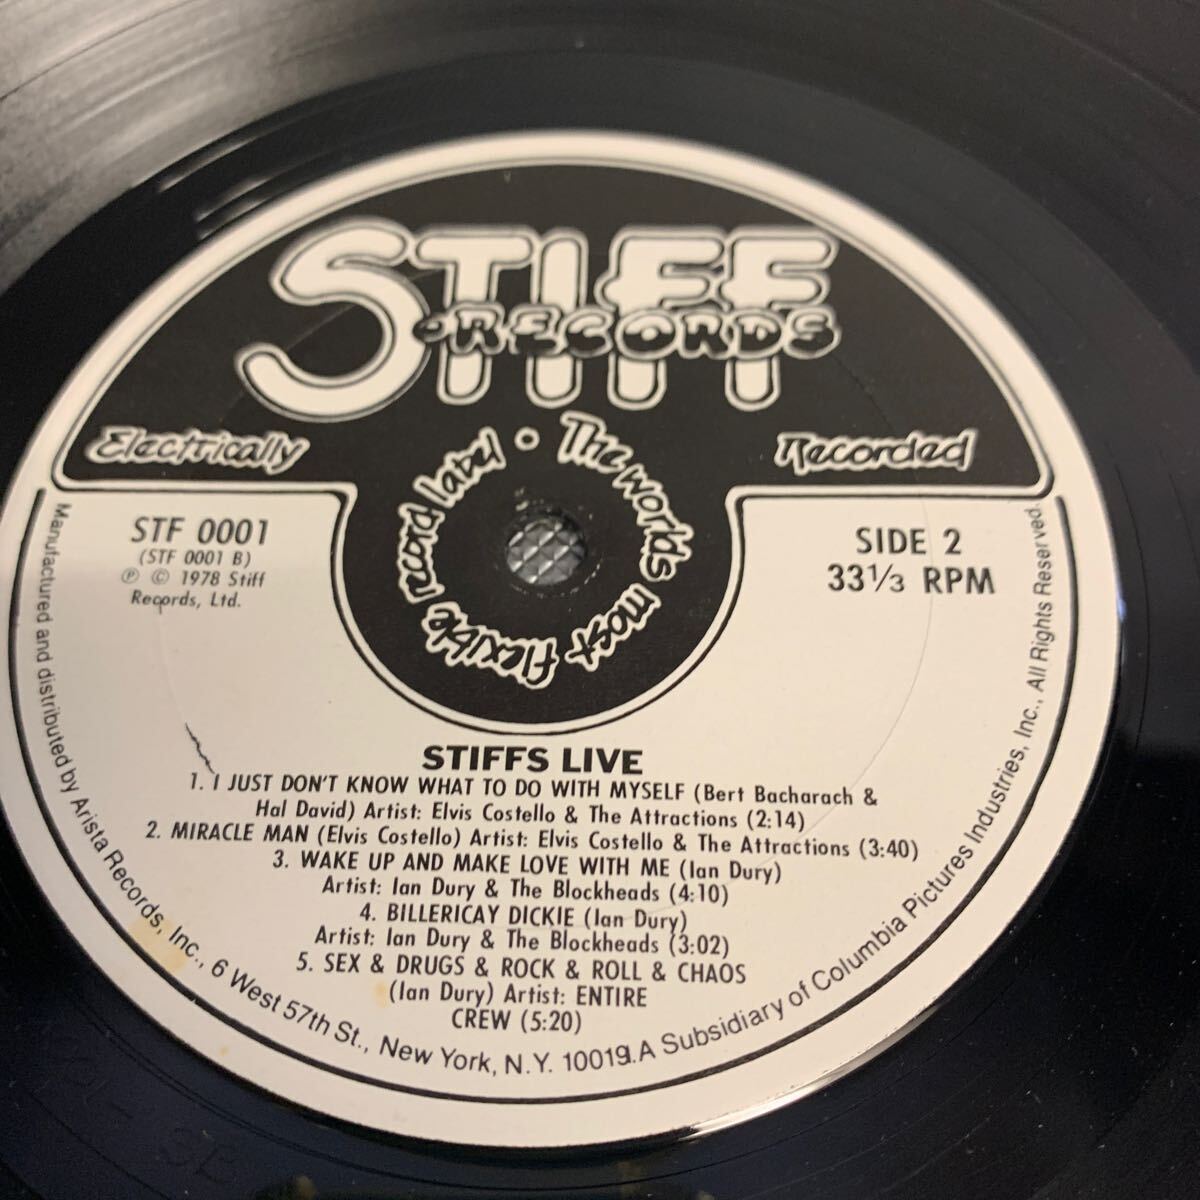 STIFF
RECORDS
Electrically
Recorded
The worlds most flexible record label •
STF 0001
(STF 0001 B)
℗ © 1978 Stiff
Records, Ltd.
SIDE 2
33⅓ RPM
STIFFS LIVE
1. I JUST DON'T KNOW WHAT TO DO WITH MYSELF (Bert Bacharach &
Hal David) Artist: Elvis Costello & The Attractions (2:14)
2. MIRACLE MAN (Elvis Costello) Artist: Elvis Costello & The Attractions (3:40)
3. WAKE UP AND MAKE LOVE WITH ME (Ian Dury)
Artist: Ian Dury & The Blockheads (4:10)
4. BILLERICAY DICKIE (Ian Dury)
Artist: Ian Dury & The Blockheads (3:02)
5. SEX & DRUGS & ROCK & ROLL & CHAOS
(Ian Dury) Artist: ENTIRE
CREW (5:20)
Manufactured and distributed by Arista Records, Inc., 6 West 57th St., New York, N.Y. 10019. A Subsidiary of Columbia Pictures Industries, Inc., All Rights Reserved.